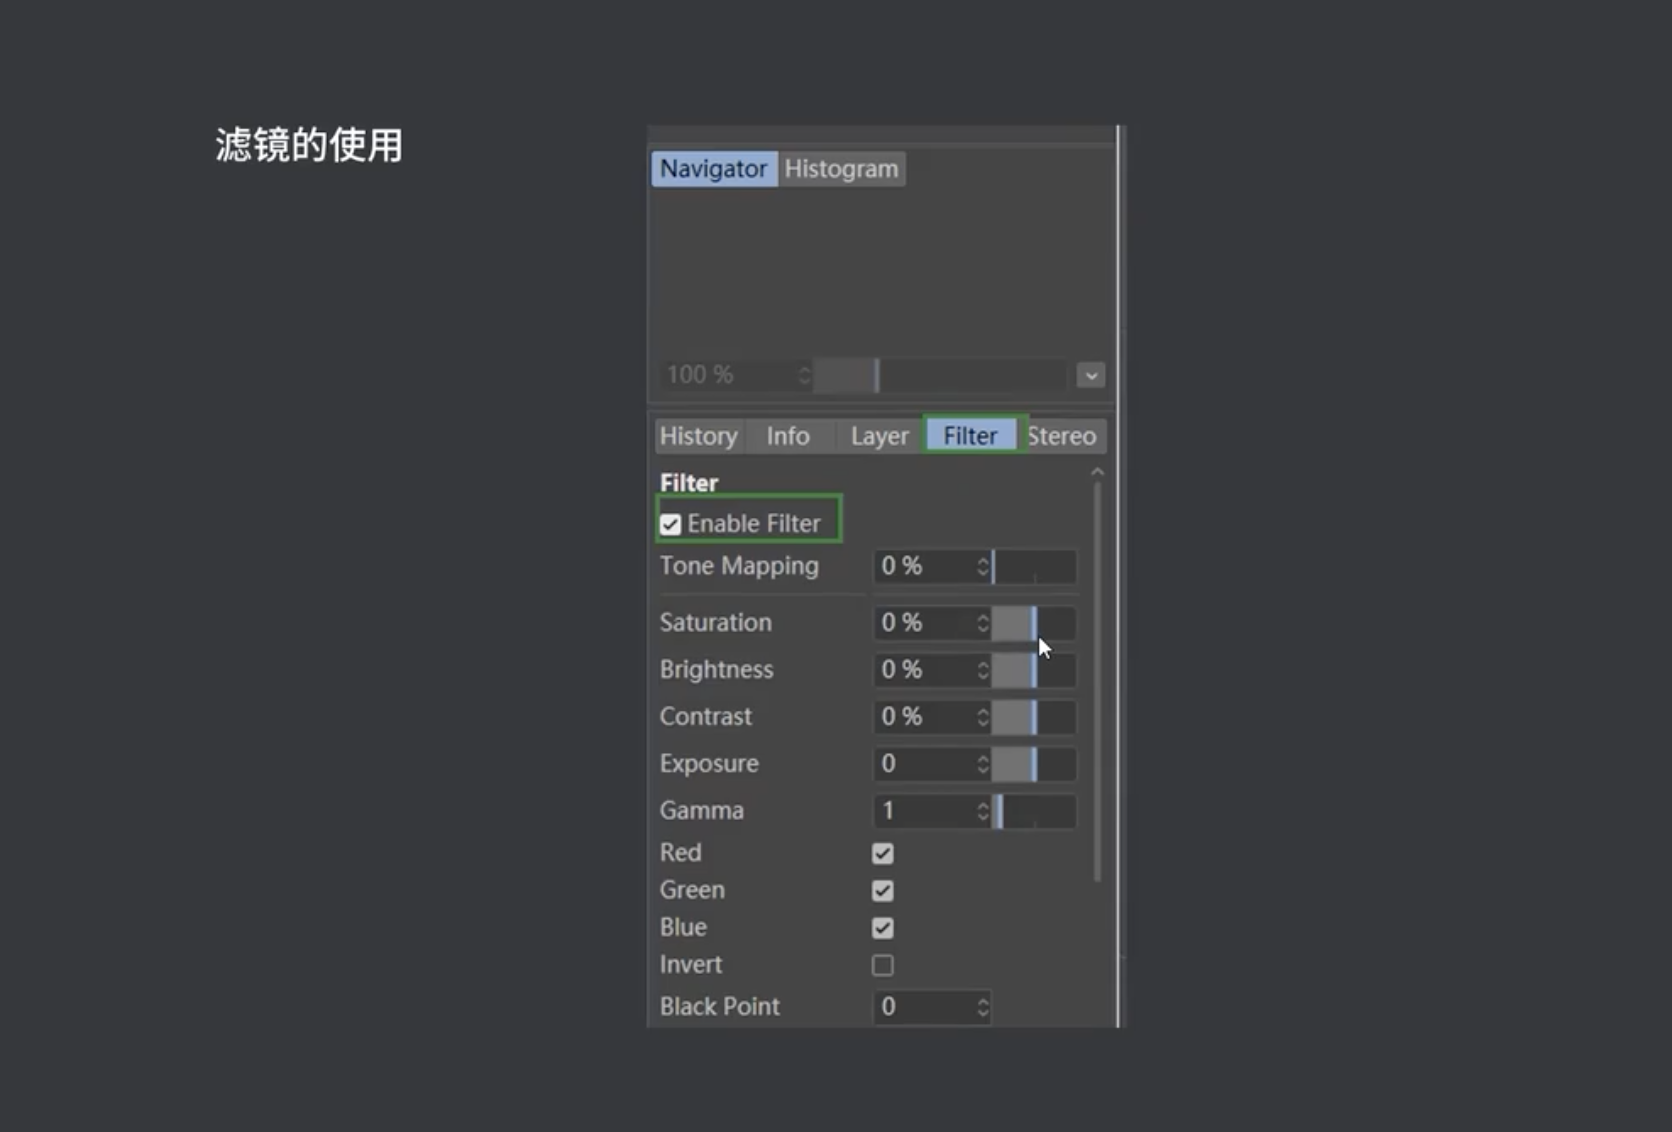 滤镜的使用
Navigator Histogram
100 %
History Info Layer Filter Stereo
Filter
Enable Filter
Tone Mapping 0 %
Saturation 0 %
Brightness 0 %
Contrast 0 %
Exposure 0
Gamma 1
Red
Green
Blue
Invert
Black Point 0